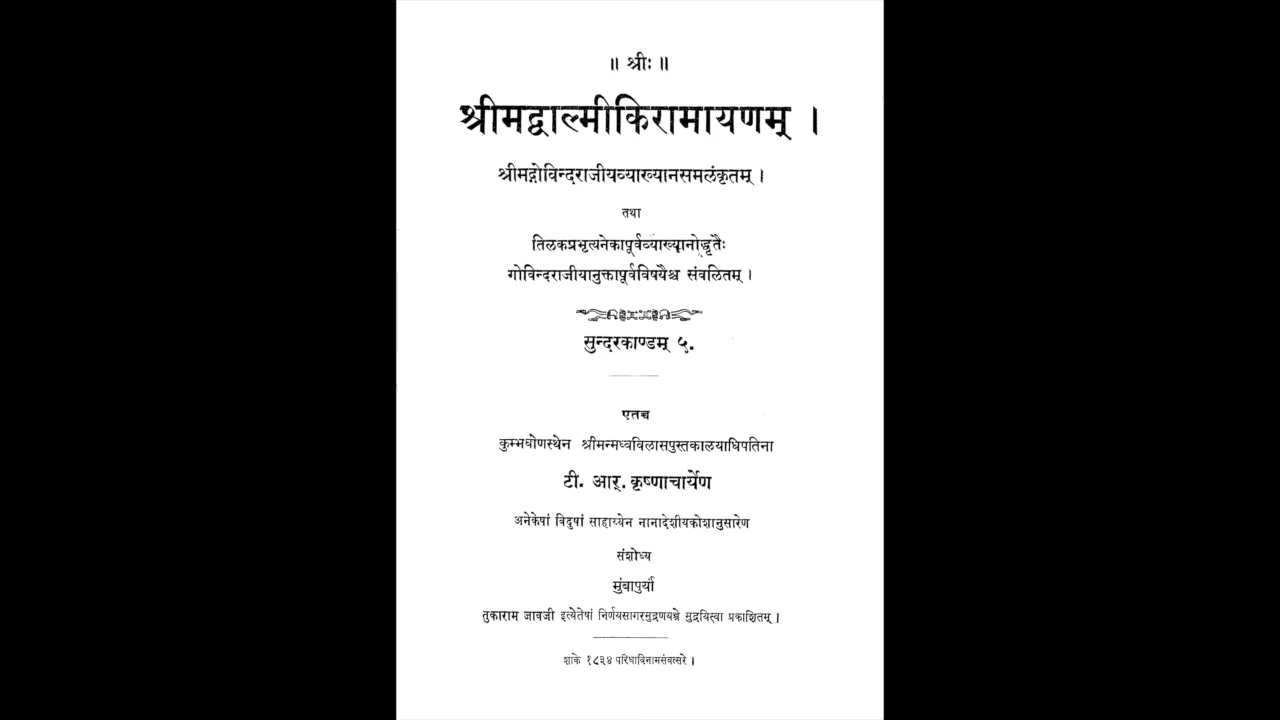 ॥ श्रीः ॥
श्रीमद्वाल्मीकिरामायणम् ।
श्रीमद्गोविन्दराजीयव्याख्यानसमलंकृतम् ।
तथा
तिलकप्रभृत्यनेकापूर्वव्याख्यानोद्धृतैः
गोविन्दराजीयानुक्तापूर्वविषयैश्च संवलितम् ।
सुन्दरकाण्डम् ५.
एतच्च
कुम्भघोणस्थेन श्रीमन्मध्वविलासपुस्तकालयाधिपतिना
टी. आर्. कृष्णाचार्येण
अनेकेषां विदुषां साहाय्येन नानादेशीयकोशानुसारेण
संशोध्य
मुंबापुर्यां
तुकाराम जावजी इत्येतेषां निर्णयसागरमुद्रणयन्त्रे मुद्रयित्वा प्रकाशितम् ।
शाके १८३४ परिधाविनामसंवत्सरे ।